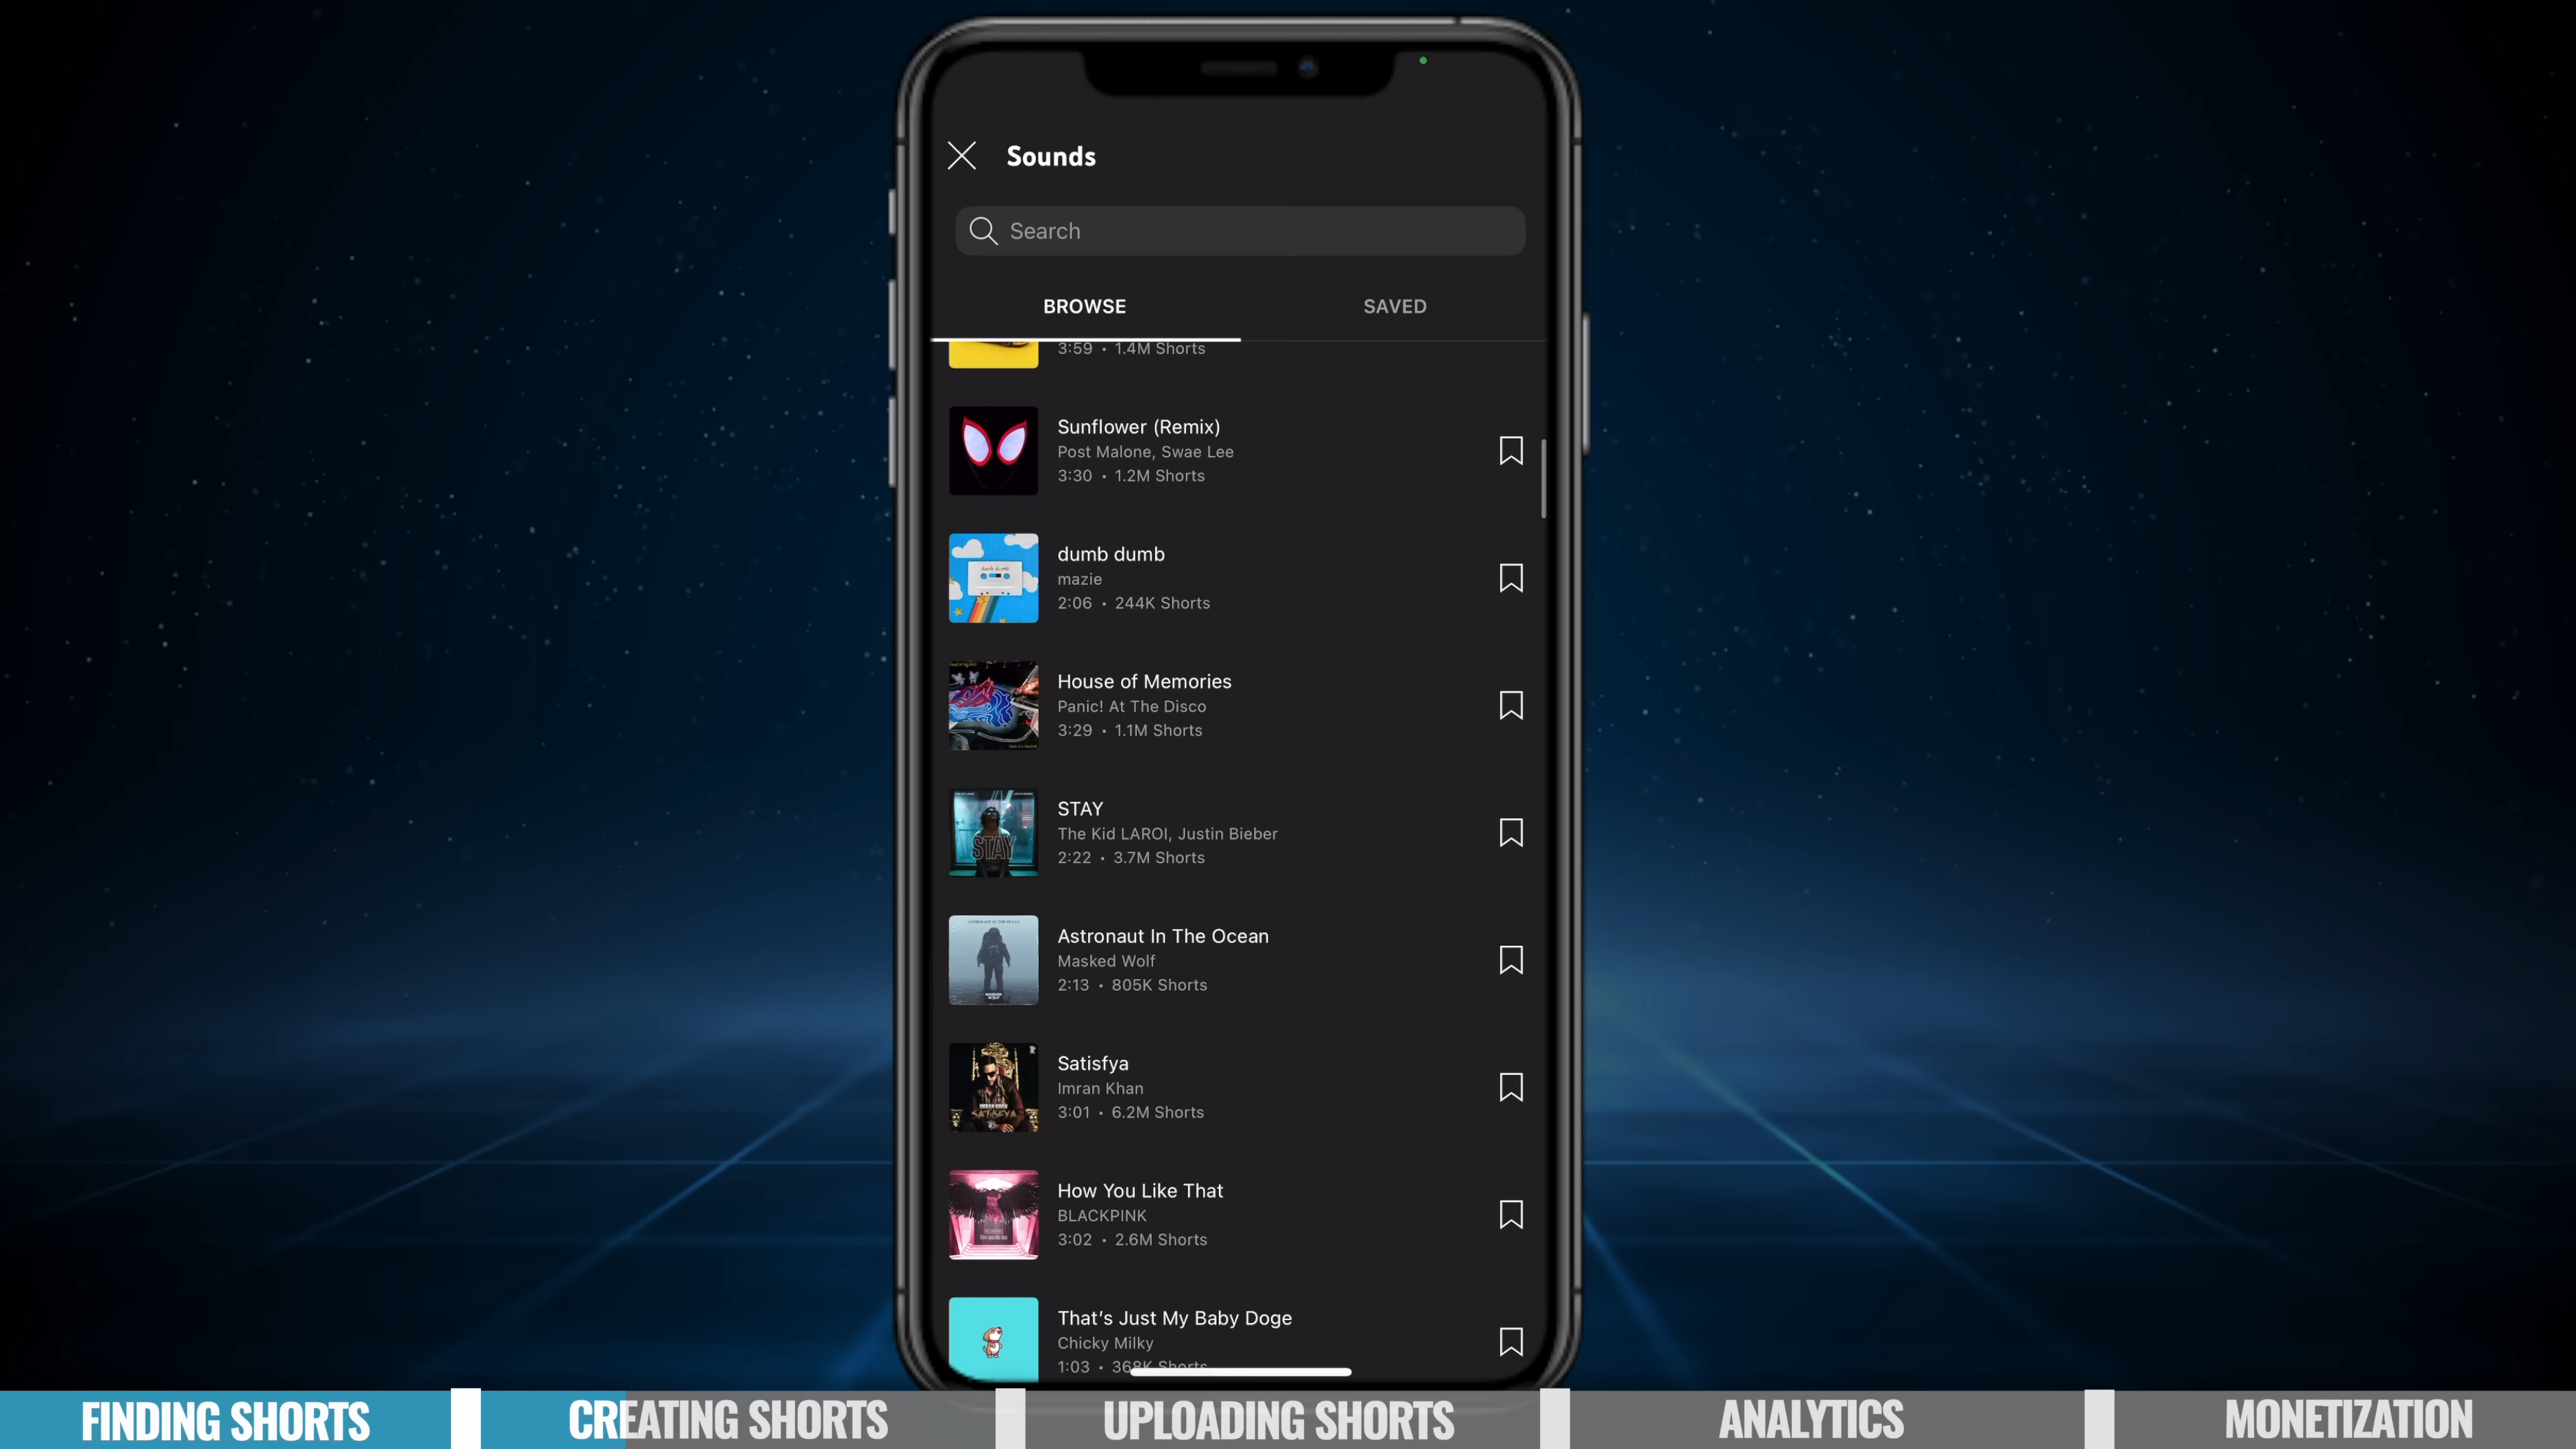 Sounds
Search
BROWSE SAVED
3:59 • 1.4M Shorts
Sunflower (Remix)
Post Malone, Swae Lee
3:30 • 1.2M Shorts
dumb dumb
mazie
2:06 • 244K Shorts
House of Memories
Panic! At The Disco
3:29 • 1.1M Shorts
STAY
STAY
The Kid LAROI, Justin Bieber
2:22 • 3.7M Shorts
Astronaut In The Ocean
Masked Wolf
2:13 • 805K Shorts
Satisfya
Imran Khan
3:01 • 6.2M Shorts
How You Like That
BLACKPINK
3:02 • 2.6M Shorts
That's Just My Baby Doge
Chicky Milky
1:03 • 368K Shorts
FINDING SHORTS CREATING SHORTS UPLOADING SHORTS ANALYTICS MONETIZATION